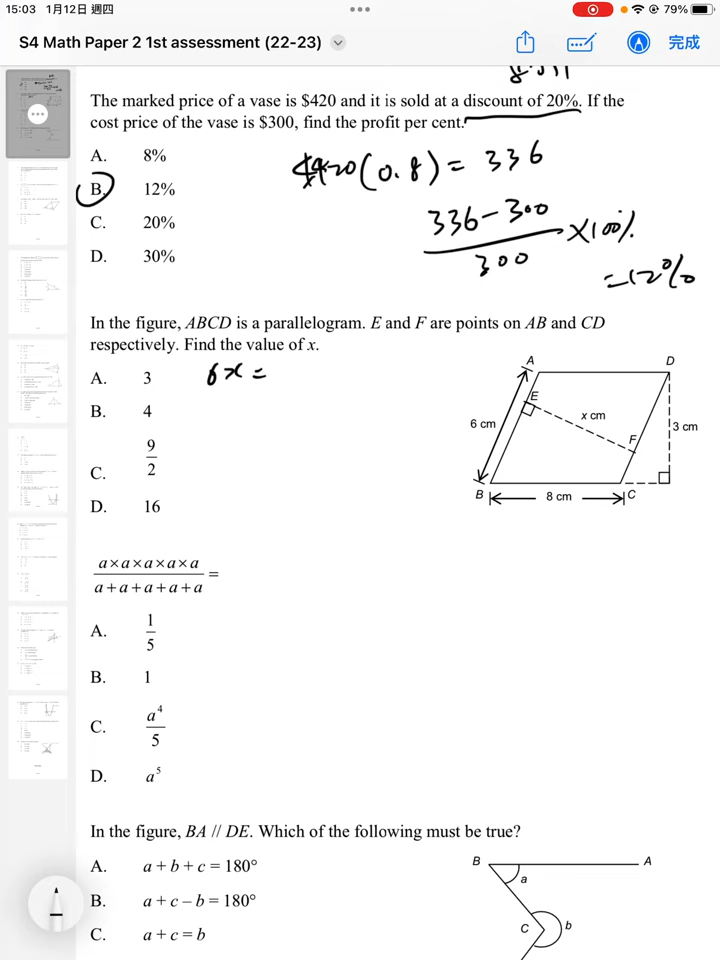 15:03 1月12日 週四
79%
S4 Math Paper 2 1st assessment (22-23)
完成
The marked price of a vase is $420 and it is sold at a discount of 20%. If the
cost price of the vase is $300, find the profit per cent.
A. 8%
B. 12%
C. 20%
D. 30%
420(0.8) = 336
336-300
300
×100%
=12%
In the figure, ABCD is a parallelogram. E and F are points on AB and CD
respectively. Find the value of x.
A. 3
B. 4
C. 9/2
D. 16
6x =
A
D
E
x cm
6 cm
F
3 cm
B
8 cm
C
a×a×a×a×a
a+a+a+a+a
=
A. 1/5
B. 1
C. a⁴/5
D. a⁵
In the figure, BA // DE. Which of the following must be true?
A. a + b + c = 180°
B. a + c – b = 180°
C. a + c = b
B
A
a
C
b